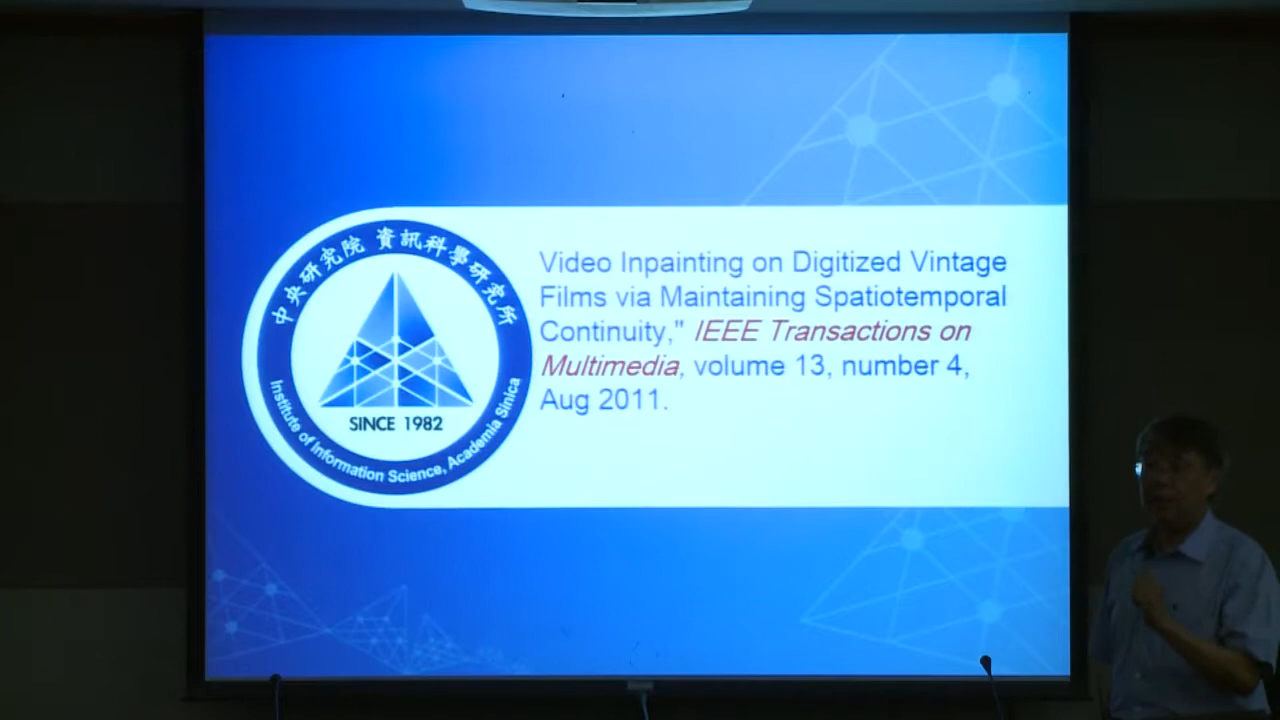 中央研究院 資訊科學研究所
SINCE 1982
Institute of Information Science, Academia Sinica
Video Inpainting on Digitized Vintage
Films via Maintaining Spatiotemporal
Continuity," IEEE Transactions on
Multimedia, volume 13, number 4,
Aug 2011.